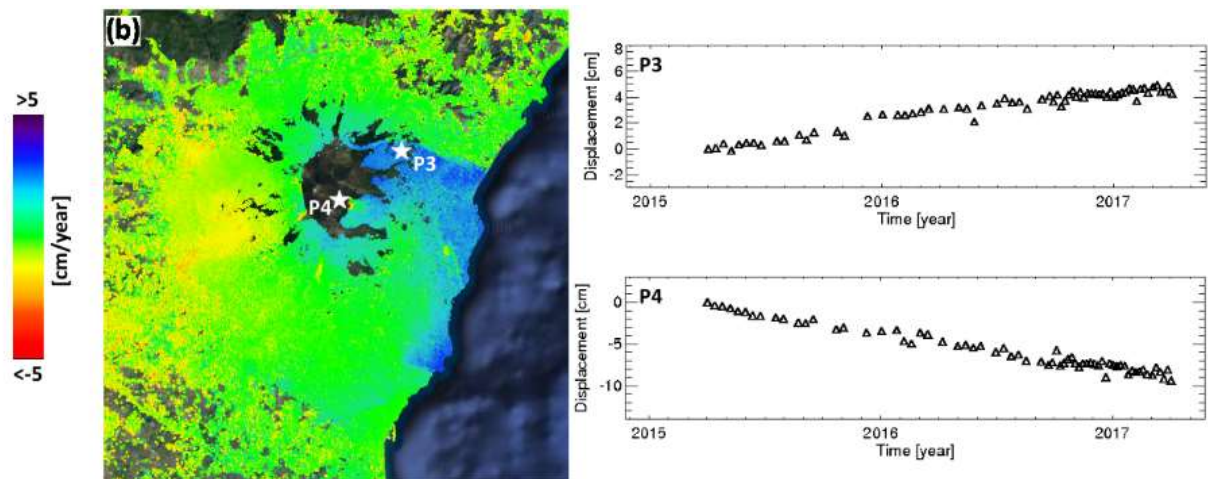 (b)
>5
[cm/year]
<-5
P3
P4
P3
Displacement [cm]
8
6
4
2
0
-2
2015
2016
2017
Time [year]
P4
Displacement [cm]
0
-5
-10
2015
2016
2017
Time [year]